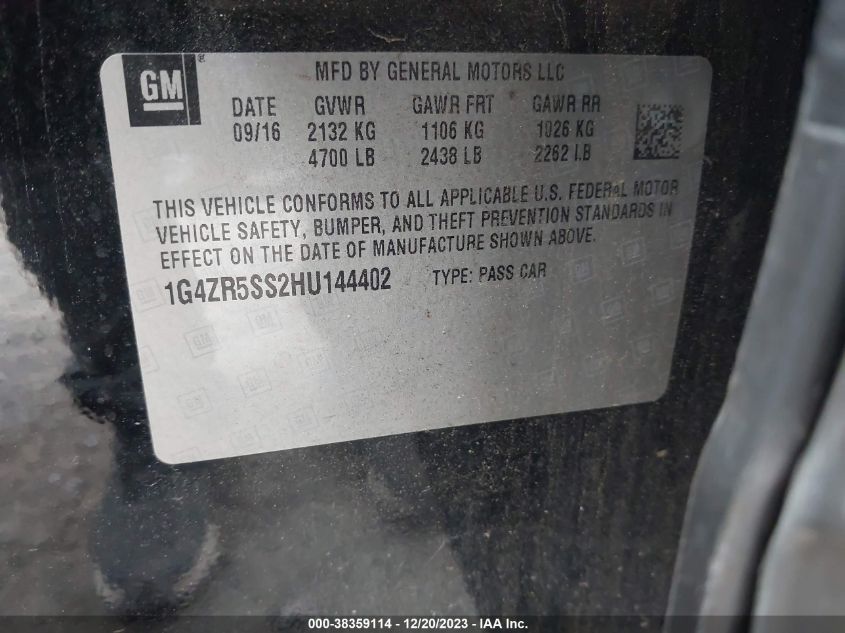 GM
MFD BY GENERAL MOTORS LLC
DATE GVWR GAWR FRT GAWR RR
09/16 2132 KG 1106 KG 1026 KG
4700 LB 2438 LB 2262 LB
THIS VEHICLE CONFORMS TO ALL APPLICABLE U.S. FEDERAL MOTOR
VEHICLE SAFETY, BUMPER, AND THEFT PREVENTION STANDARDS IN
EFFECT ON THE DATE OF MANUFACTURE SHOWN ABOVE.
1G4ZR5SS2HU144402 TYPE: PASS CAR
000-38359114 - 12/20/2023 - IAAI.com